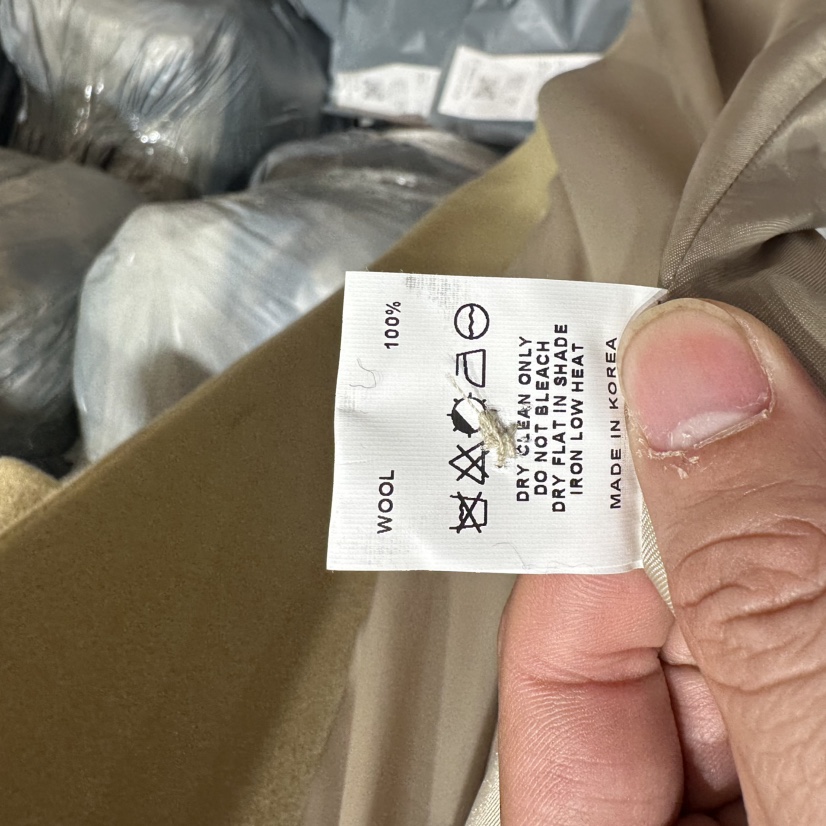 WOOL 100%
DRY CLEAN ONLY
DO NOT BLEACH
DRY FLAT IN SHADE
IRON LOW HEAT
MADE IN KOREA